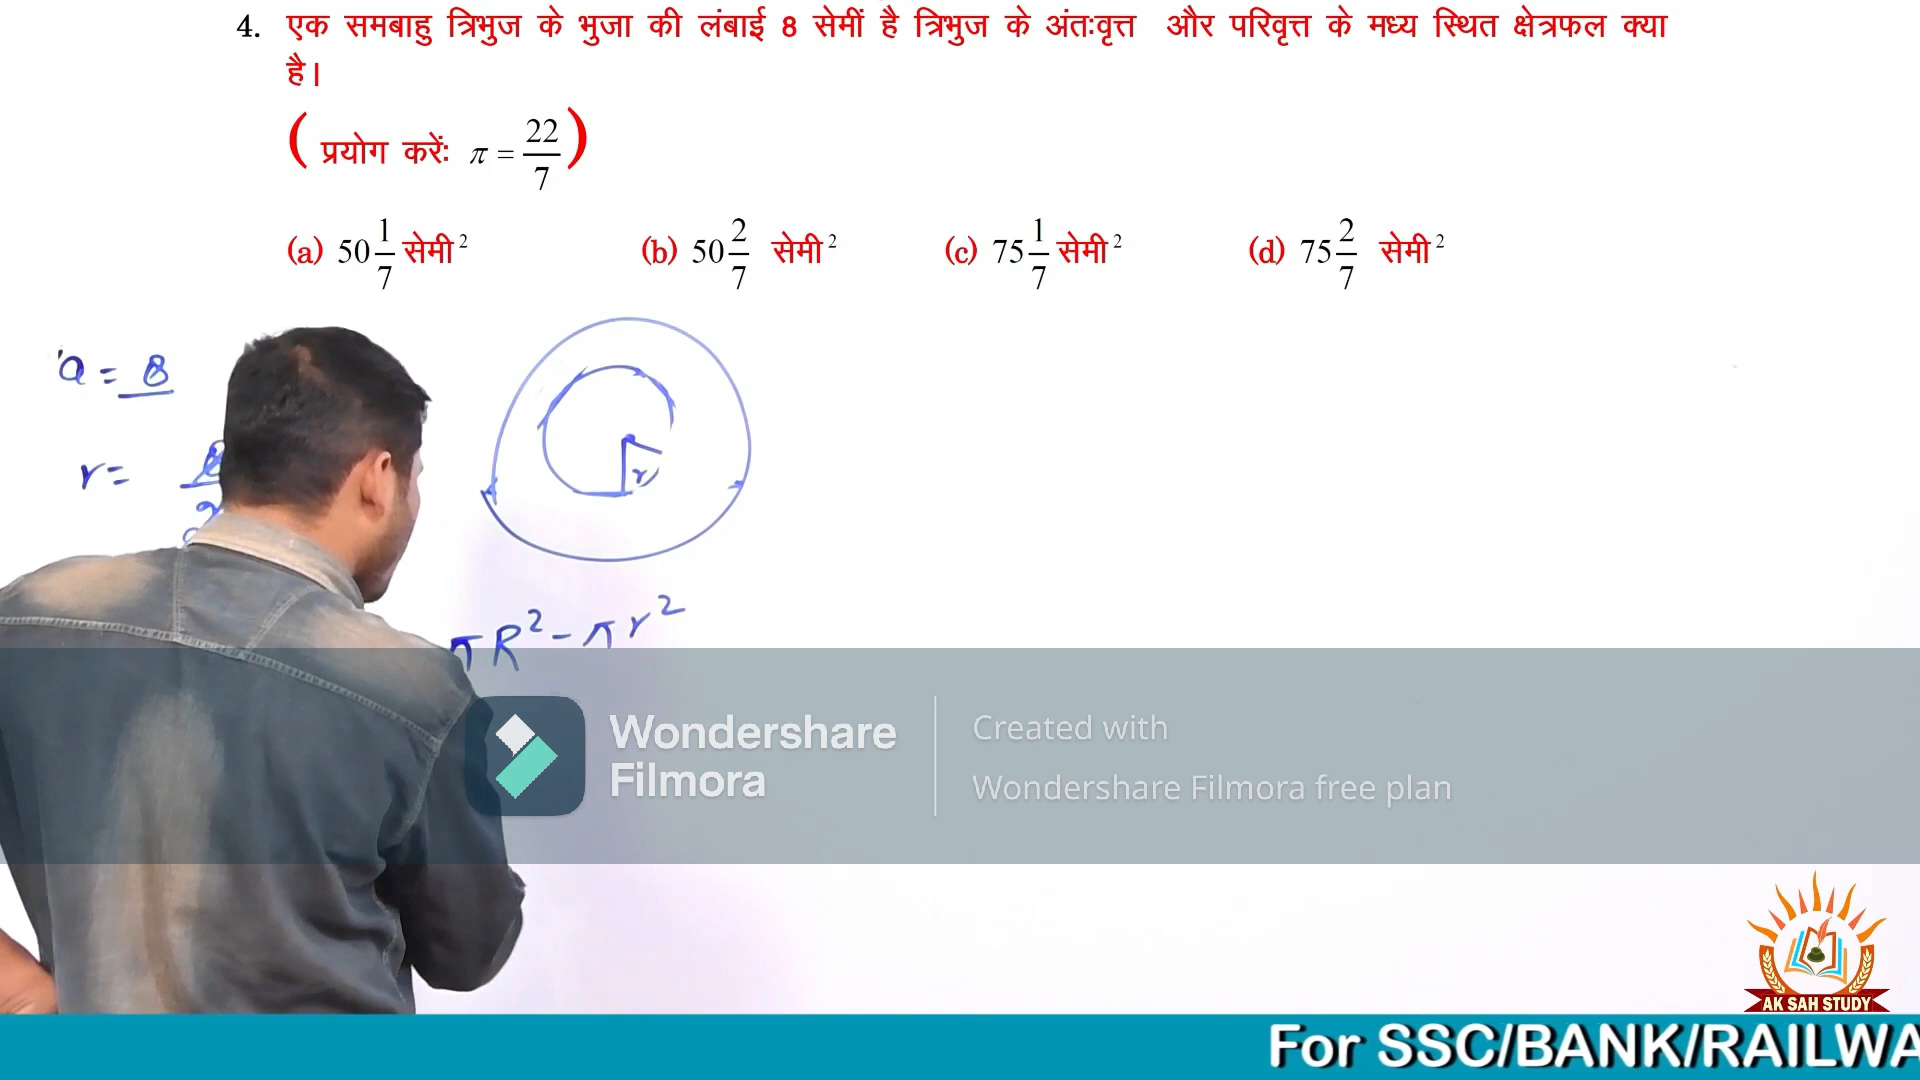 4. एक समबाहु त्रिभुज के भुजा की लंबाई 8 सेमीं है त्रिभुज के अंतःवृत्त और परिवृत्त के मध्य स्थित क्षेत्रफल क्या
है।
( प्रयोग करेंः π = 22/7 )
(a) 50 1/7 सेमी² (b) 50 2/7 सेमी² (c) 75 1/7 सेमी² (d) 75 2/7 सेमी²
a = 8
r =
r
πR² - πr²
Wondershare
Filmora
Created with
Wondershare Filmora free plan
AK SAH STUDY
For SSC/BANK/RAILWA